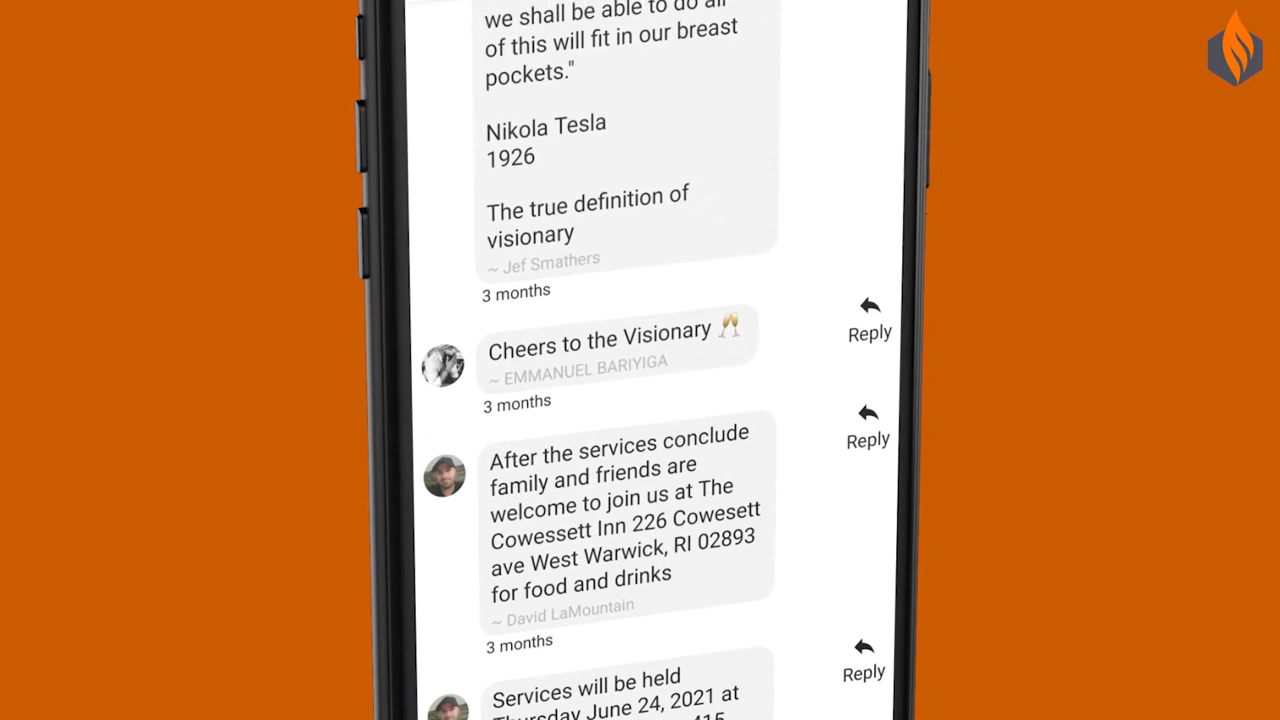 we shall be able to do all
of this will fit in our breast
pockets."
Nikola Tesla
1926
The true definition of
visionary
~ Jef Smathers
3 months
Reply
Cheers to the Visionary 🥂
~ EMMANUEL BARIYIGA
3 months
Reply
After the services conclude
family and friends are
welcome to join us at The
Cowessett Inn 226 Cowesett
ave West Warwick, RI 02893
for food and drinks
~ David LaMountain
3 months
Reply
Services will be held
Thursday June 24, 2021 at
415